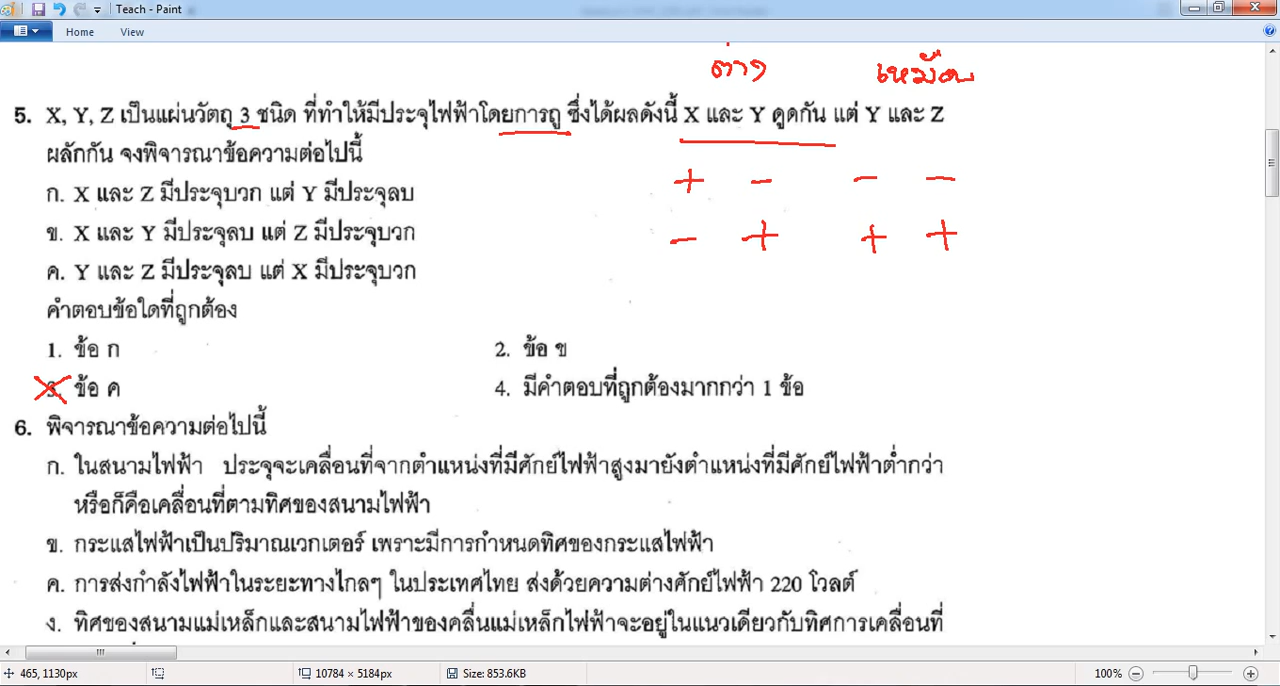 Teach - Paint
Home View
ต่าง เหมือน
5. X, Y, Z เป็นแผ่นวัตถุ 3 ชนิด ที่ทำให้มีประจุไฟฟ้าโดยการถู ซึ่งได้ผลดังนี้ X และ Y ดูดกัน แต่ Y และ Z
ผลักกัน จงพิจารณาข้อความต่อไปนี้
+ - - -
ก. X และ Z มีประจุบวก แต่ Y มีประจุลบ
ข. X และ Y มีประจุลบ แต่ Z มีประจุบวก
- + + +
ค. Y และ Z มีประจุลบ แต่ X มีประจุบวก
คำตอบข้อใดที่ถูกต้อง
1. ข้อ ก 2. ข้อ ข
3. ข้อ ค 4. มีคำตอบที่ถูกต้องมากกว่า 1 ข้อ
6. พิจารณาข้อความต่อไปนี้
ก. ในสนามไฟฟ้า ประจุจะเคลื่อนที่จากตำแหน่งที่มีศักย์ไฟฟ้าสูงมายังตำแหน่งที่มีศักย์ไฟฟ้าต่ำกว่า
หรือก็คือเคลื่อนที่ตามทิศของสนามไฟฟ้า
ข. กระแสไฟฟ้าเป็นปริมาณเวกเตอร์ เพราะมีการกำหนดทิศของกระแสไฟฟ้า
ค. การส่งกำลังไฟฟ้าในระยะทางไกลๆ ในประเทศไทย ส่งด้วยความต่างศักย์ไฟฟ้า 220 โวลต์
ง. ทิศของสนามแม่เหล็กและสนามไฟฟ้าของคลื่นแม่เหล็กไฟฟ้าจะอยู่ในแนวเดียวกับทิศการเคลื่อนที่
465, 1130px 10784 × 5184px Size: 853.6KB 100%